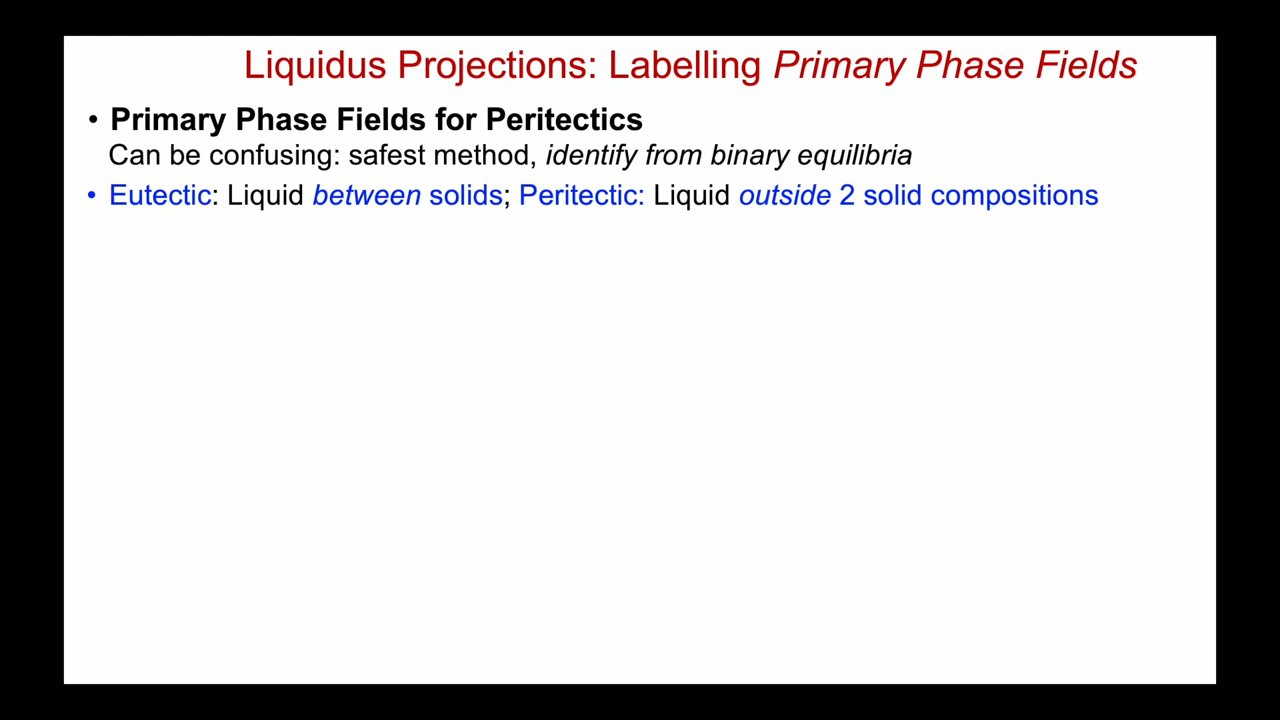 Liquidus Projections: Labelling Primary Phase Fields
• Primary Phase Fields for Peritectics
Can be confusing: safest method, identify from binary equilibria
• Eutectic: Liquid between solids; Peritectic: Liquid outside 2 solid compositions